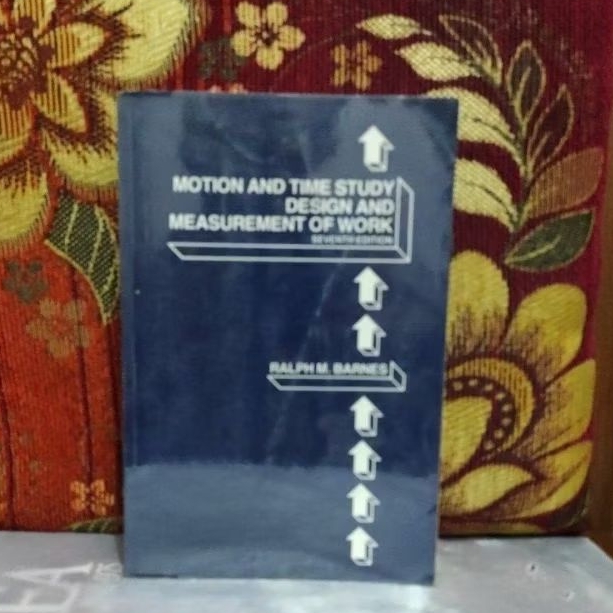 MOTION AND TIME STUDY
DESIGN AND
MEASUREMENT OF WORK
SEVENTH EDITION
RALPH M. BARNES